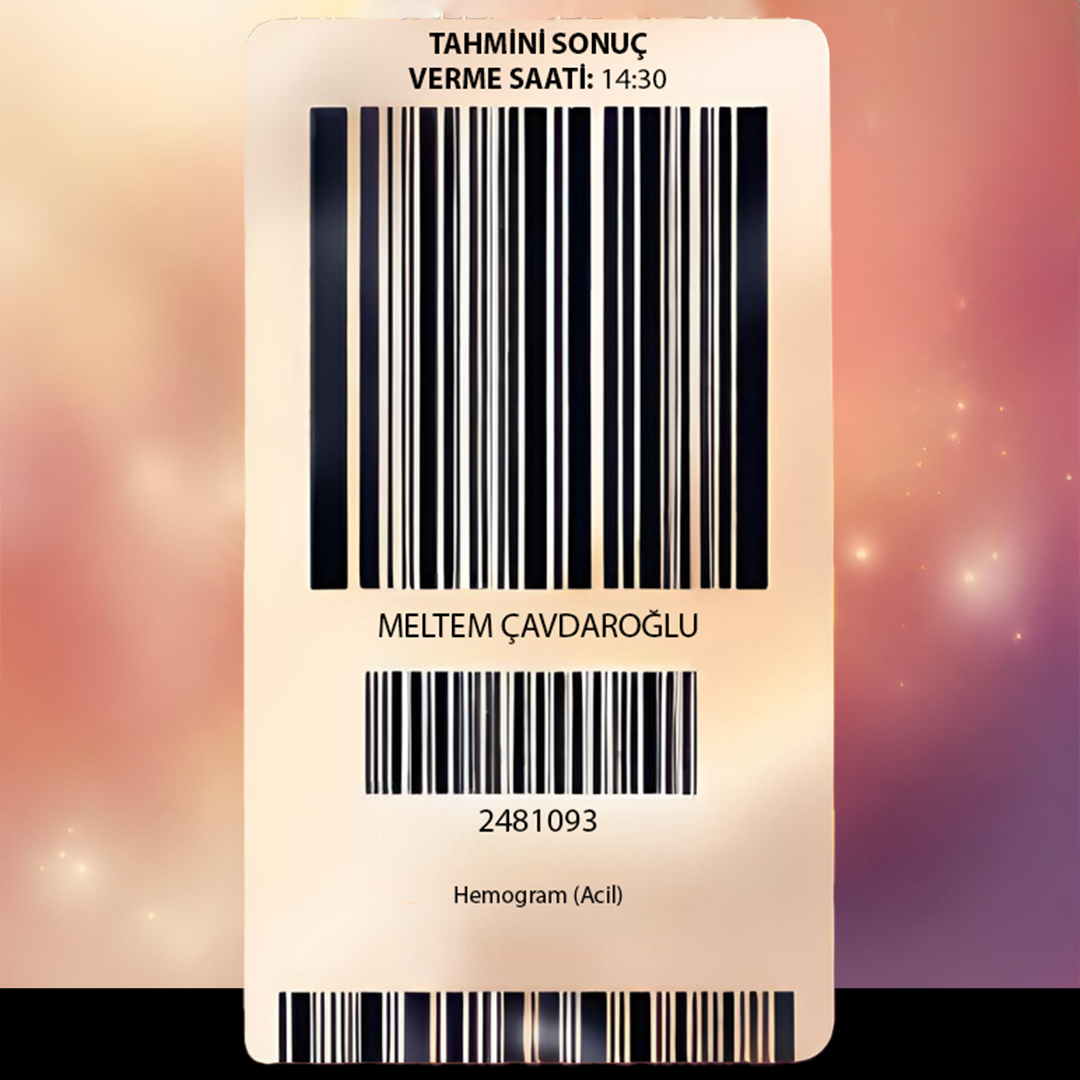 TAHMİNİ SONUÇ
VERME SAATİ: 14:30
MELTEM ÇAVDAROĞLU
2481093
Hemogram (Acil)